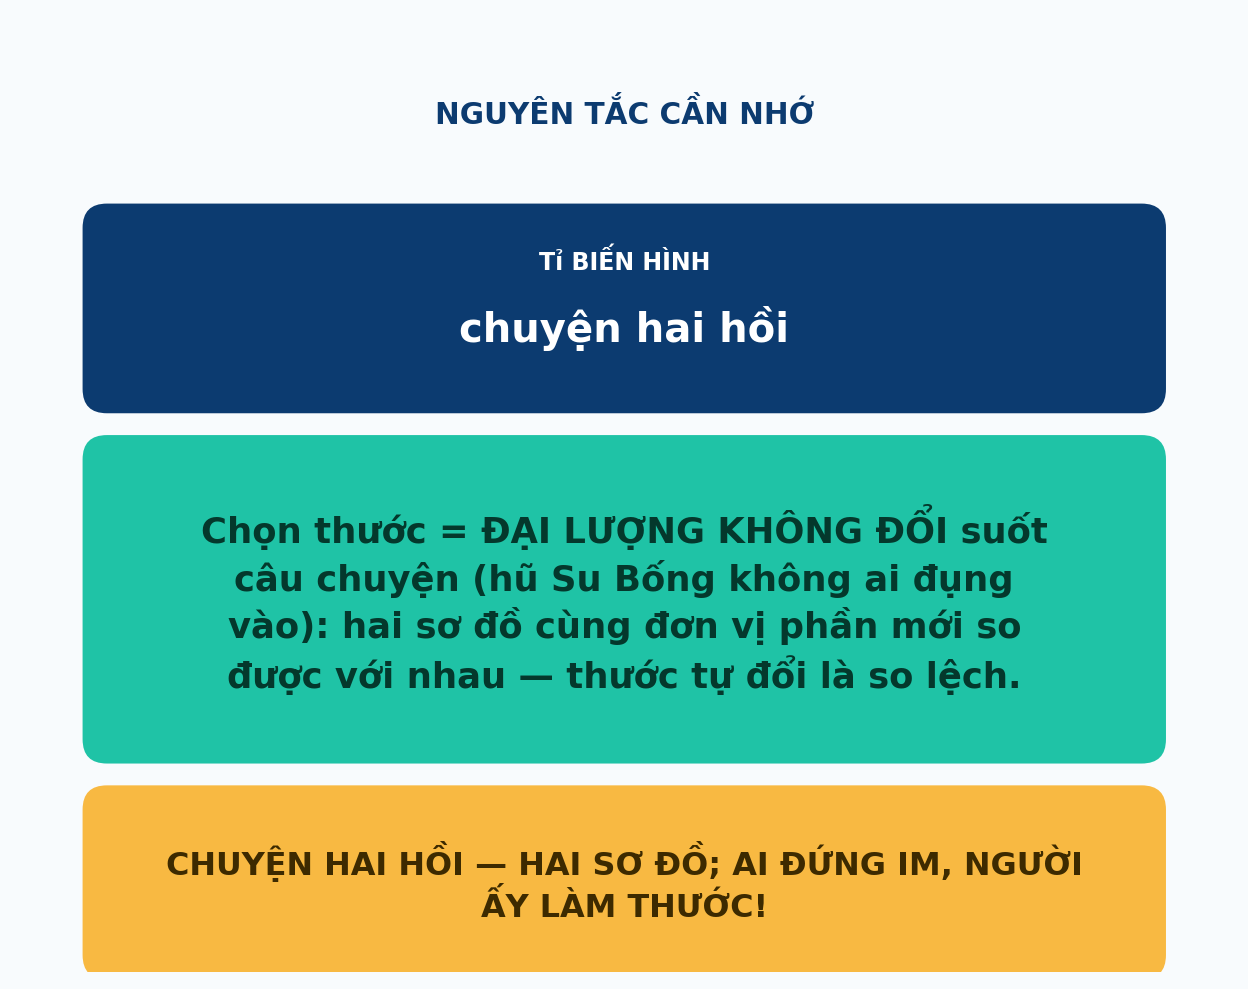 NGUYÊN TẮC CẦN NHỚ
Tỉ BIẾN HÌNH
chuyện hai hồi
Chọn thước = ĐẠI LƯỢNG KHÔNG ĐỔI suốt
câu chuyện (hũ Su Bống không ai đụng
vào): hai sơ đồ cùng đơn vị phần mới so
được với nhau — thước tự đổi là so lệch.
CHUYỆN HAI HỒI — HAI SƠ ĐỒ; AI ĐỨNG IM, NGƯỜI
ẤY LÀM THƯỚC!